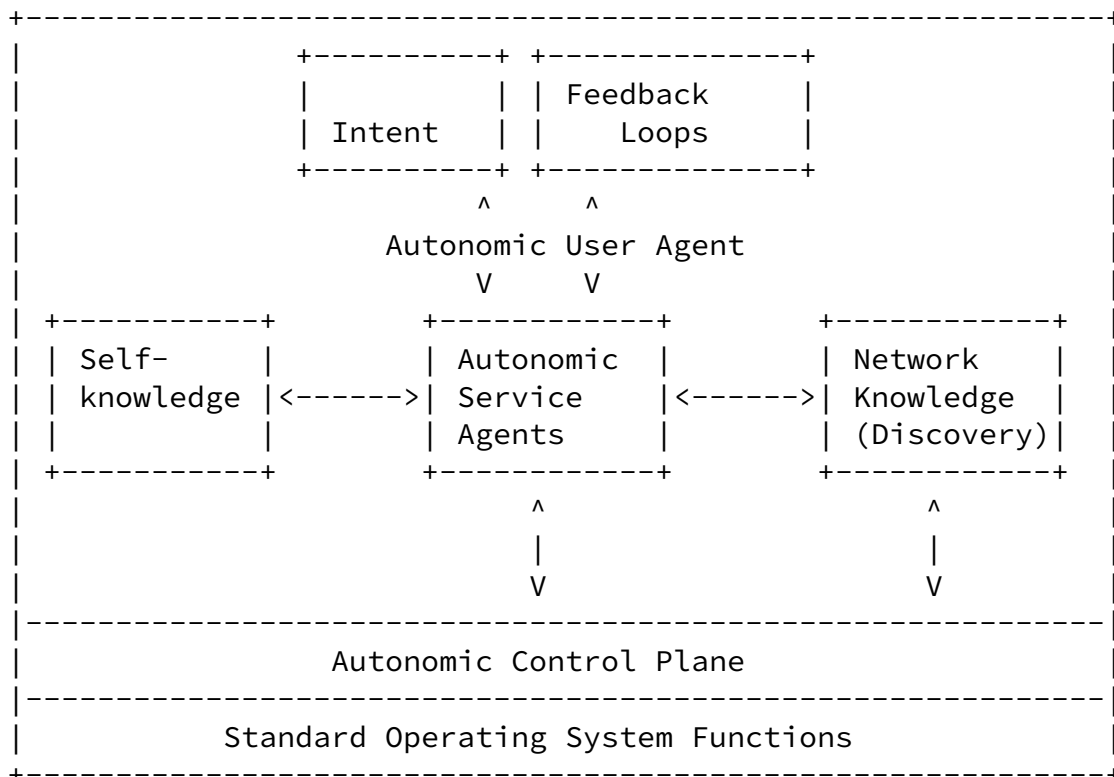 Feedback
Intent Loops
Autonomic User Agent
Self- Autonomic Network
knowledge Service Knowledge
Agents (Discovery)
Autonomic Control Plane
Standard Operating System Functions